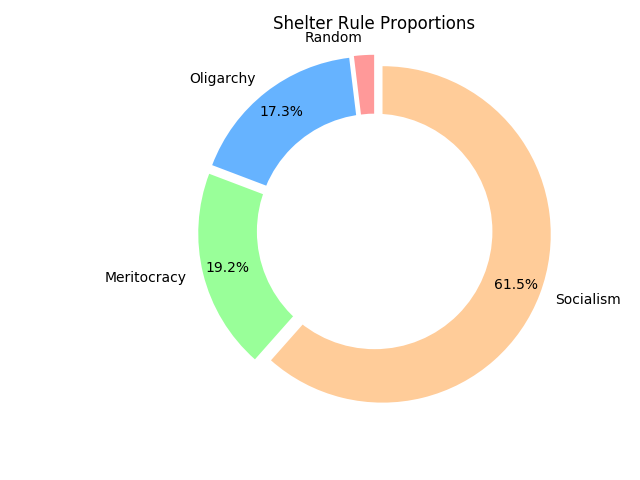 Shelter Rule Proportions
Random
Oligarchy
17.3%
Meritocracy
19.2%
61.5%
Socialism